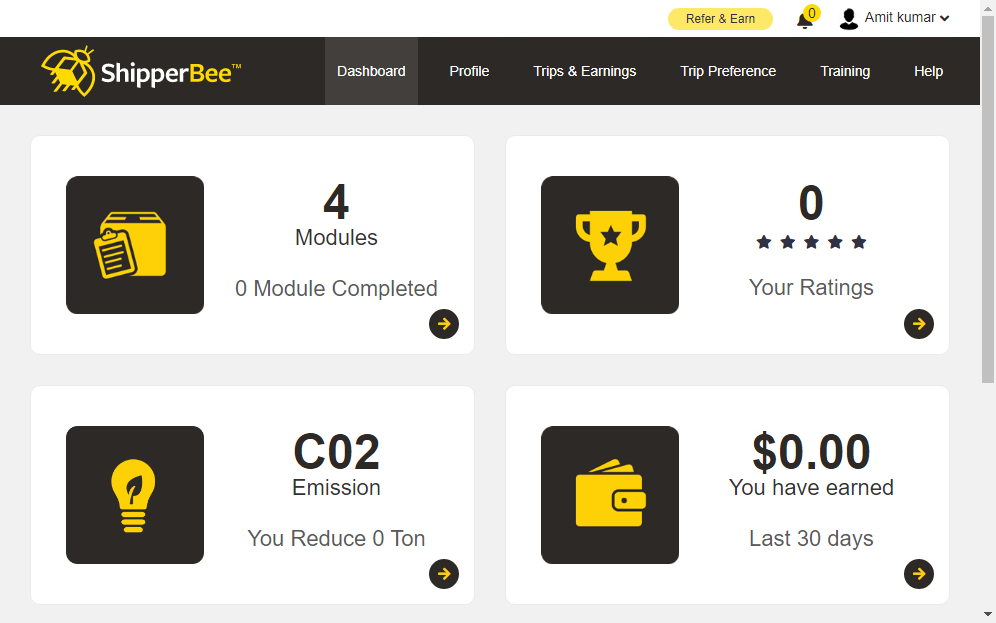 Refer & Earn
0
Amit kumar
ShipperBee™
Dashboard
Profile
Trips & Earnings
Trip Preference
Training
Help
4
Modules
0 Module Completed
0
Your Ratings
C02
Emission
You Reduce 0 Ton
$0.00
You have earned
Last 30 days